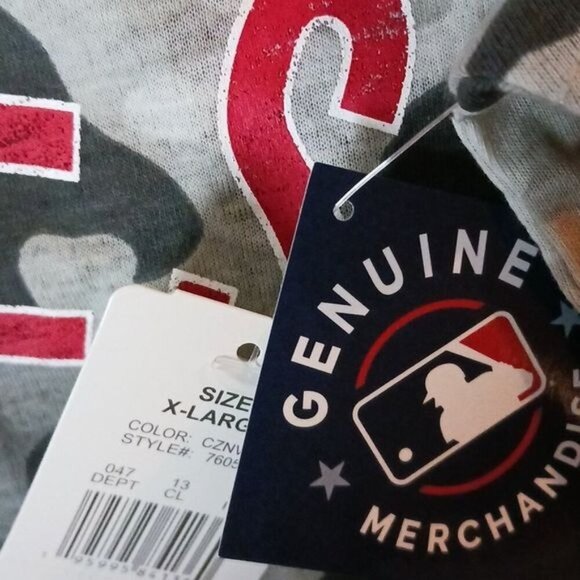 S
GENUINE
MERCHANDISE
SIZE
X-LARG
COLOR: CZNV
STYLE#: 7605
047
DEPT
13
CL